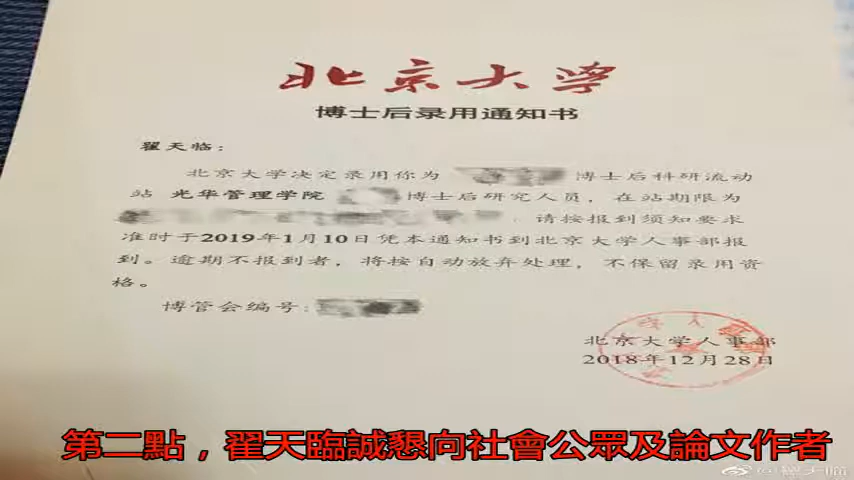 北京大学
博士后录用通知书
翟天临：
北京大学决定录用你为 博士后科研流动
站 光华管理学院 博士后研究人员，在站期限为
请按报到须知要求
准时于2019年1月10日凭本通知书到北京大学人事部报
到。逾期不报到者，将按自动放弃处理，不保留录用资
格。
博管会编号：
北京大学人事部
2018年12月28日
第二點，翟天臨誠懇向社會公眾及論文作者
@翟天临